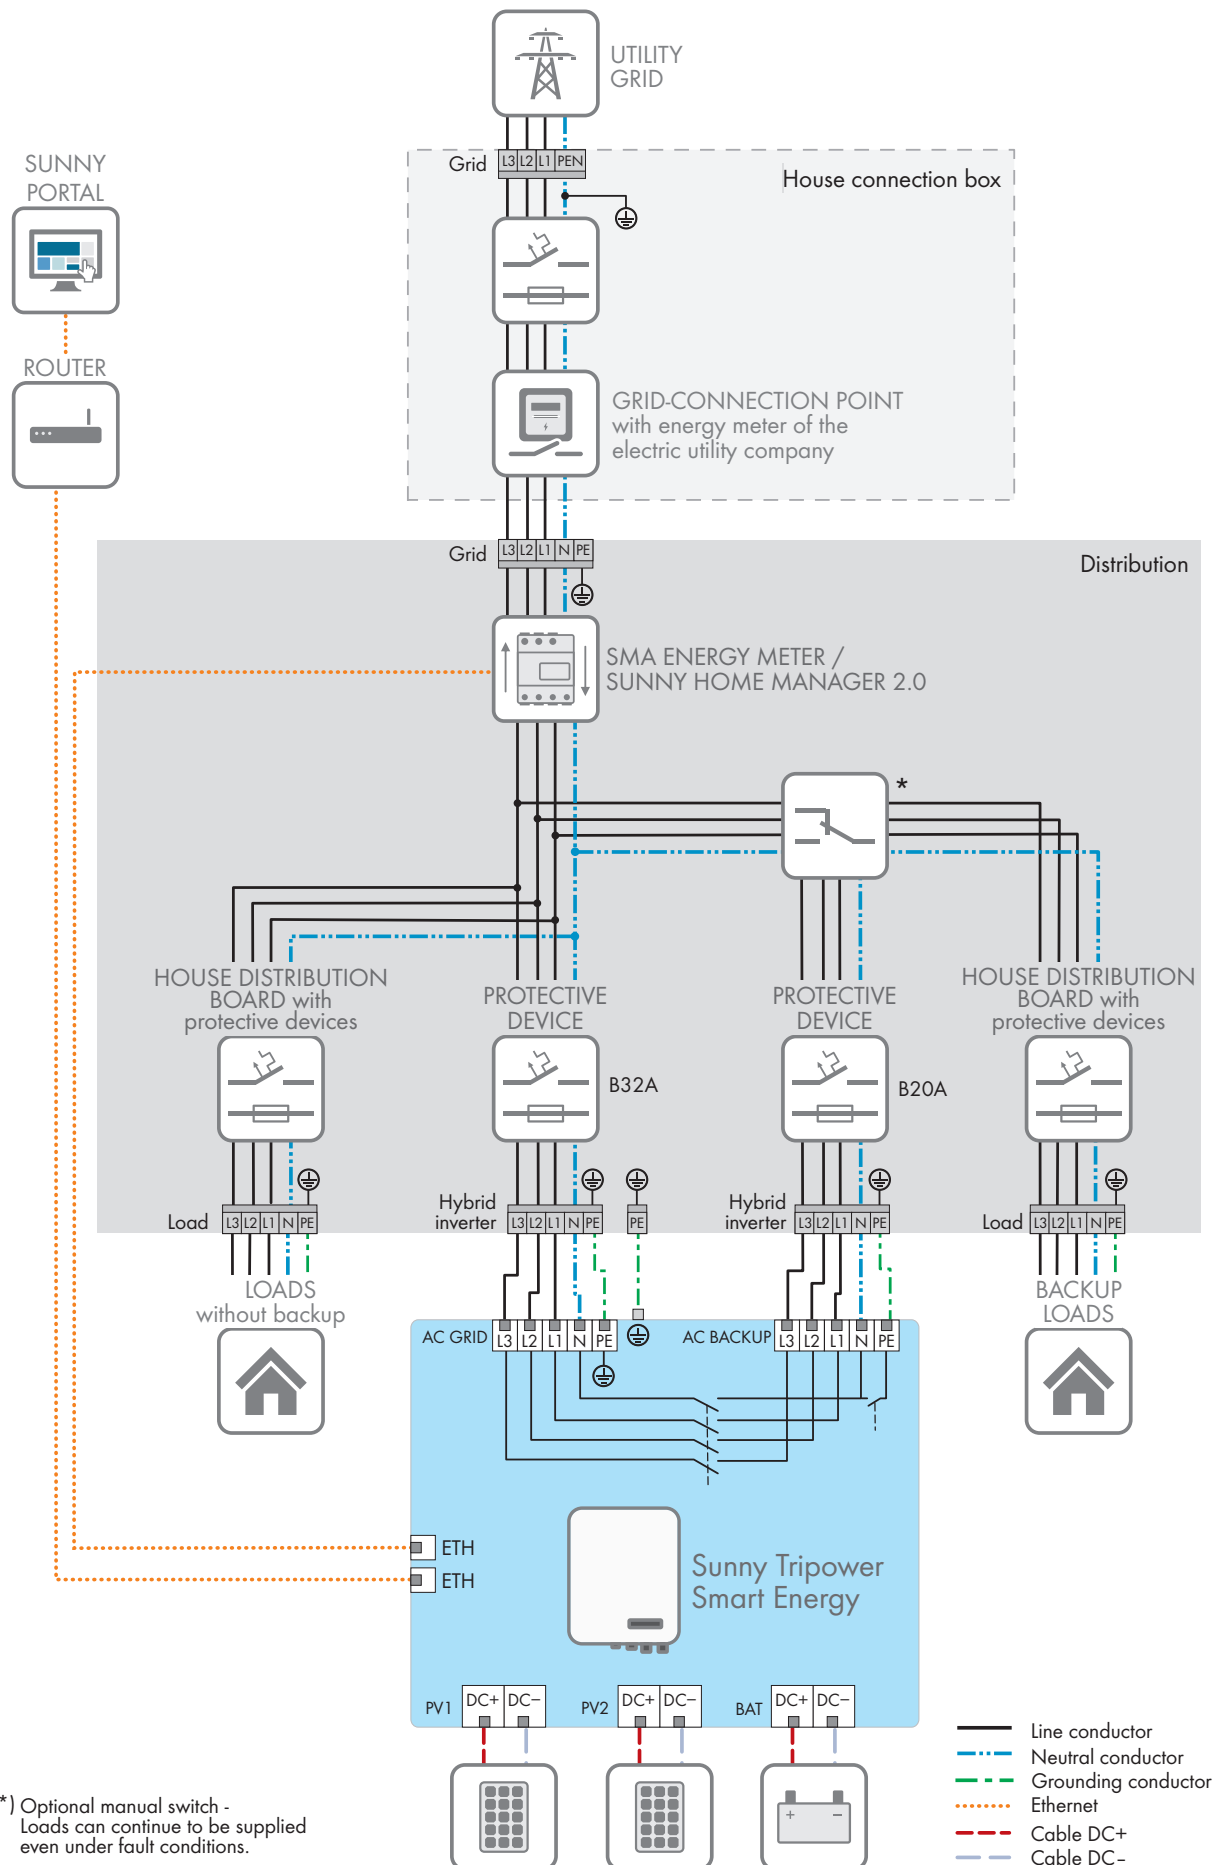 UTILITY
GRID
Grid
L3 L2 L1 PEN
House connection box
SUNNY
PORTAL
ROUTER
GRID-CONNECTION POINT
with energy meter of the
electric utility company
Grid
L3 L2 L1 N PE
Distribution
SMA ENERGY METER /
SUNNY HOME MANAGER 2.0
*
HOUSE DISTRIBUTION
BOARD with
protective devices
PROTECTIVE
DEVICE
B32A
PROTECTIVE
DEVICE
B20A
HOUSE DISTRIBUTION
BOARD with
protective devices
Load
L3 L2 L1 N PE
Hybrid
inverter
L3 L2 L1 N PE
PE
Hybrid
inverter
L3 L2 L1 N PE
Load
L3 L2 L1 N PE
LOADS
without backup
BACKUP
LOADS
AC GRID
L3 L2 L1 N PE
AC BACKUP
L3 L2 L1 N PE
ETH
ETH
Sunny Tripower
Smart Energy
PV1
DC+ DC–
PV2
DC+ DC–
BAT
DC+ DC–
+ –
*) Optional manual switch -
Loads can continue to be supplied
even under fault conditions.
Line conductor
Neutral conductor
Grounding conductor
Ethernet
Cable DC+
Cable DC–